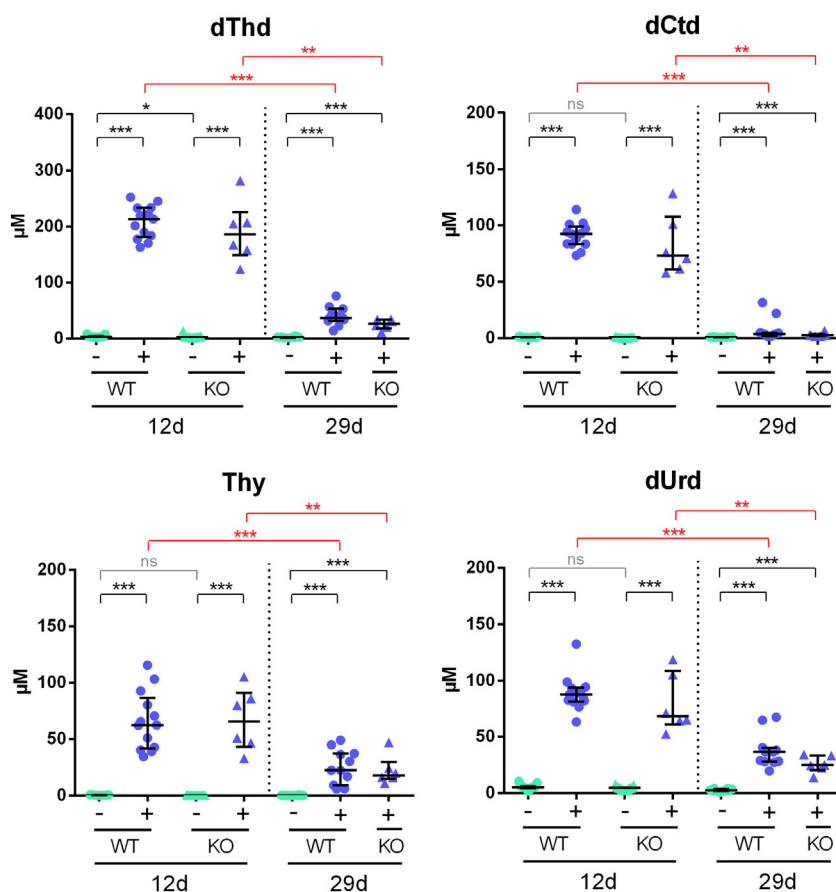 dThd
**
***
* ***
*** *** ***
400
300
200
100
0
µM
- + - + - + +
WT KO WT KO
12d 29d
dCtd
**
***
ns ***
*** *** ***
200
150
100
50
0
µM
- + - + - + +
WT KO WT KO
12d 29d
Thy
**
***
ns ***
*** *** ***
200
150
100
50
0
µM
- + - + - + +
WT KO WT KO
12d 29d
dUrd
**
***
ns ***
*** *** ***
200
150
100
50
0
µM
- + - + - + +
WT KO WT KO
12d 29d